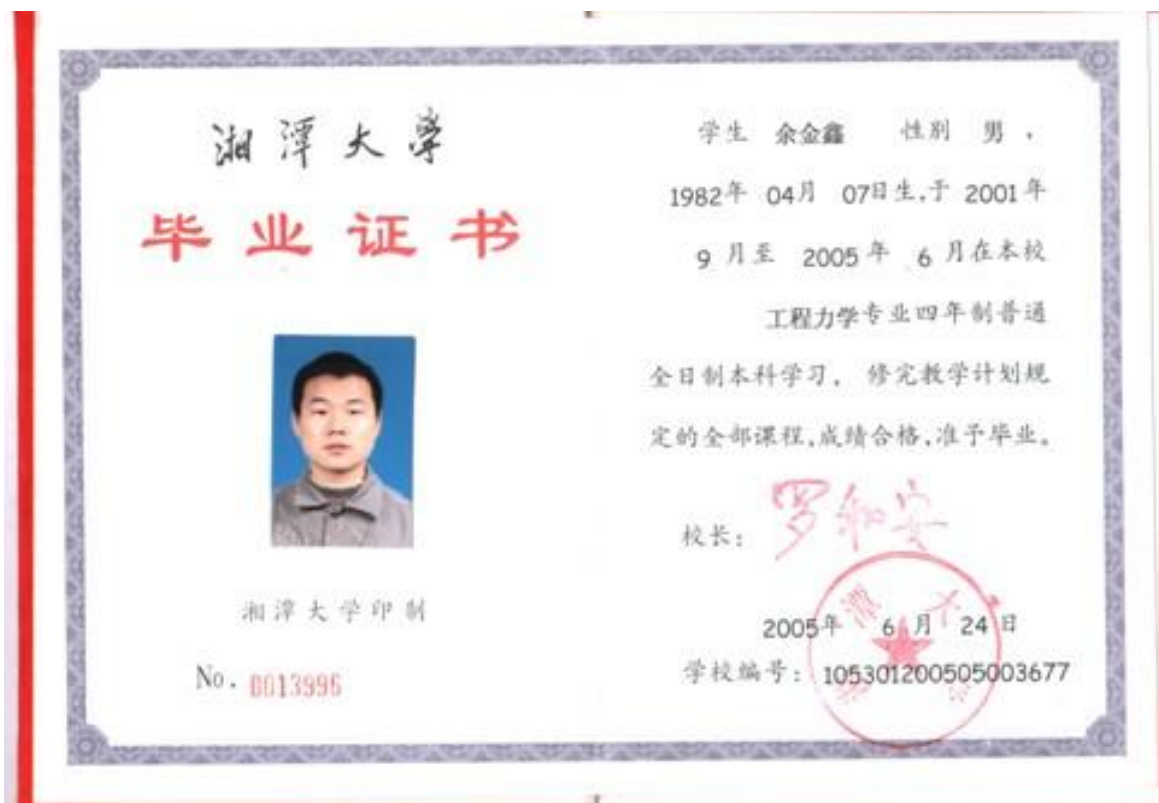 湘潭大學
毕业证书
湘潭大学印制
No. 0013995
学生 余金鑫 性别 男，
1982年 04月 07日生,于 2001年
9 月至 2005年 6 月在本校
工程力学专业四年制普通
全日制本科学习， 修完教学计划规
定的全部课程,成绩合格,准予毕业。
校长： 罗和安
2005年 6 月 24 日
学校编号： 105301200505003677